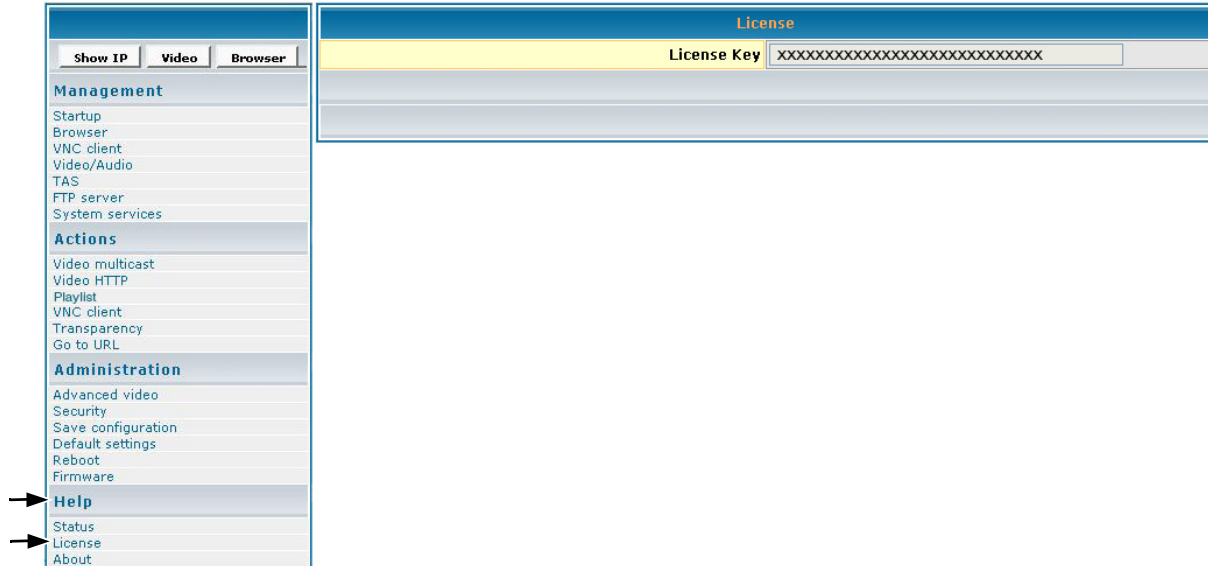 Show IP Video Browser
Management
Startup
Browser
VNC client
Video/Audio
TAS
FTP server
System services
Actions
Video multicast
Video HTTP
Playlist
VNC client
Transparency
Go to URL
Administration
Advanced video
Security
Save configuration
Default settings
Reboot
Firmware
Help
Status
License
About
License
License Key XXXXXXXXXXXXXXXXXXXXXXXXXXX